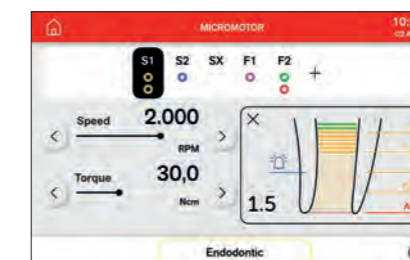 MICROMOTOR
10:
S1 S2 SX F1 F2 +
Speed 2.000
RPM
Torque 30,0
Ncm
1.5
Endodontic